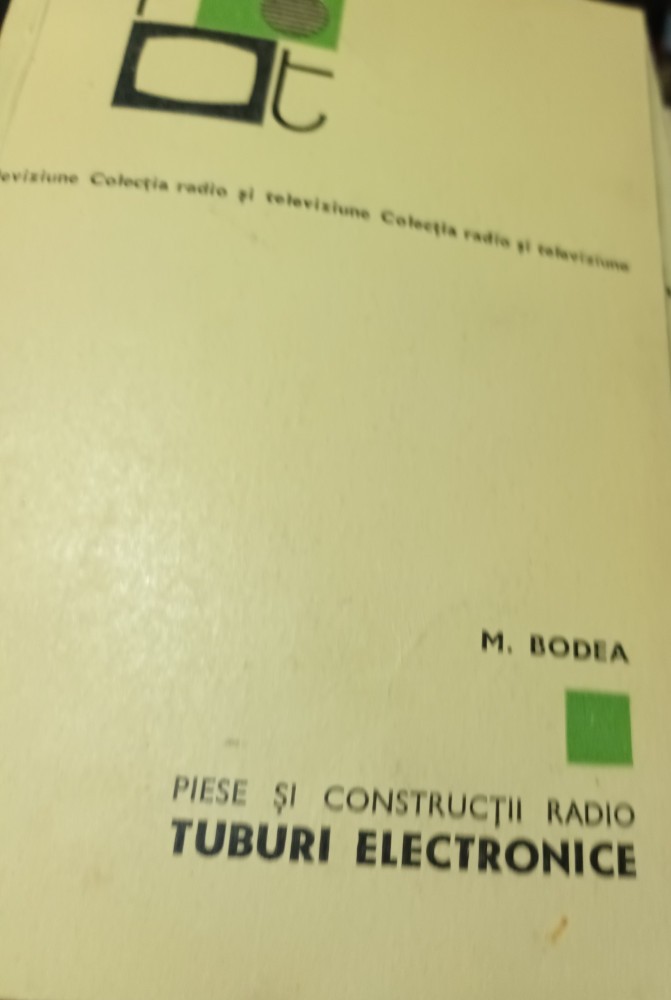 t
Colecția radio și televiziune Colecția radio și televiziune
M. BODEA
PIESE ȘI CONSTRUCȚII RADIO
TUBURI ELECTRONICE